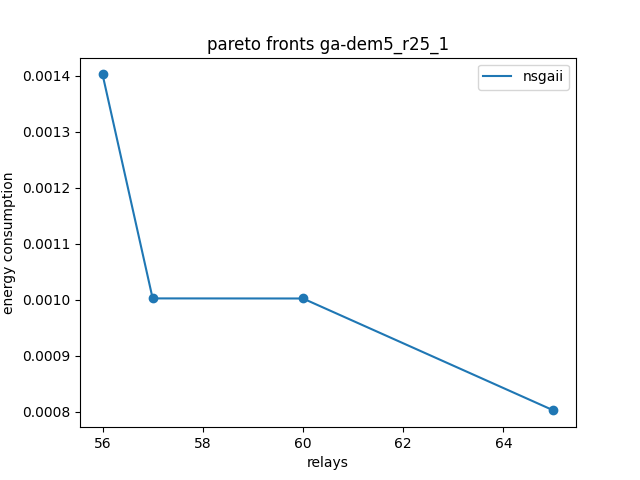 pareto fronts ga-dem5_r25_1
nsgaii
energy consumption
0.0014
0.0013
0.0012
0.0011
0.0010
0.0009
0.0008
56 58 60 62 64
relays